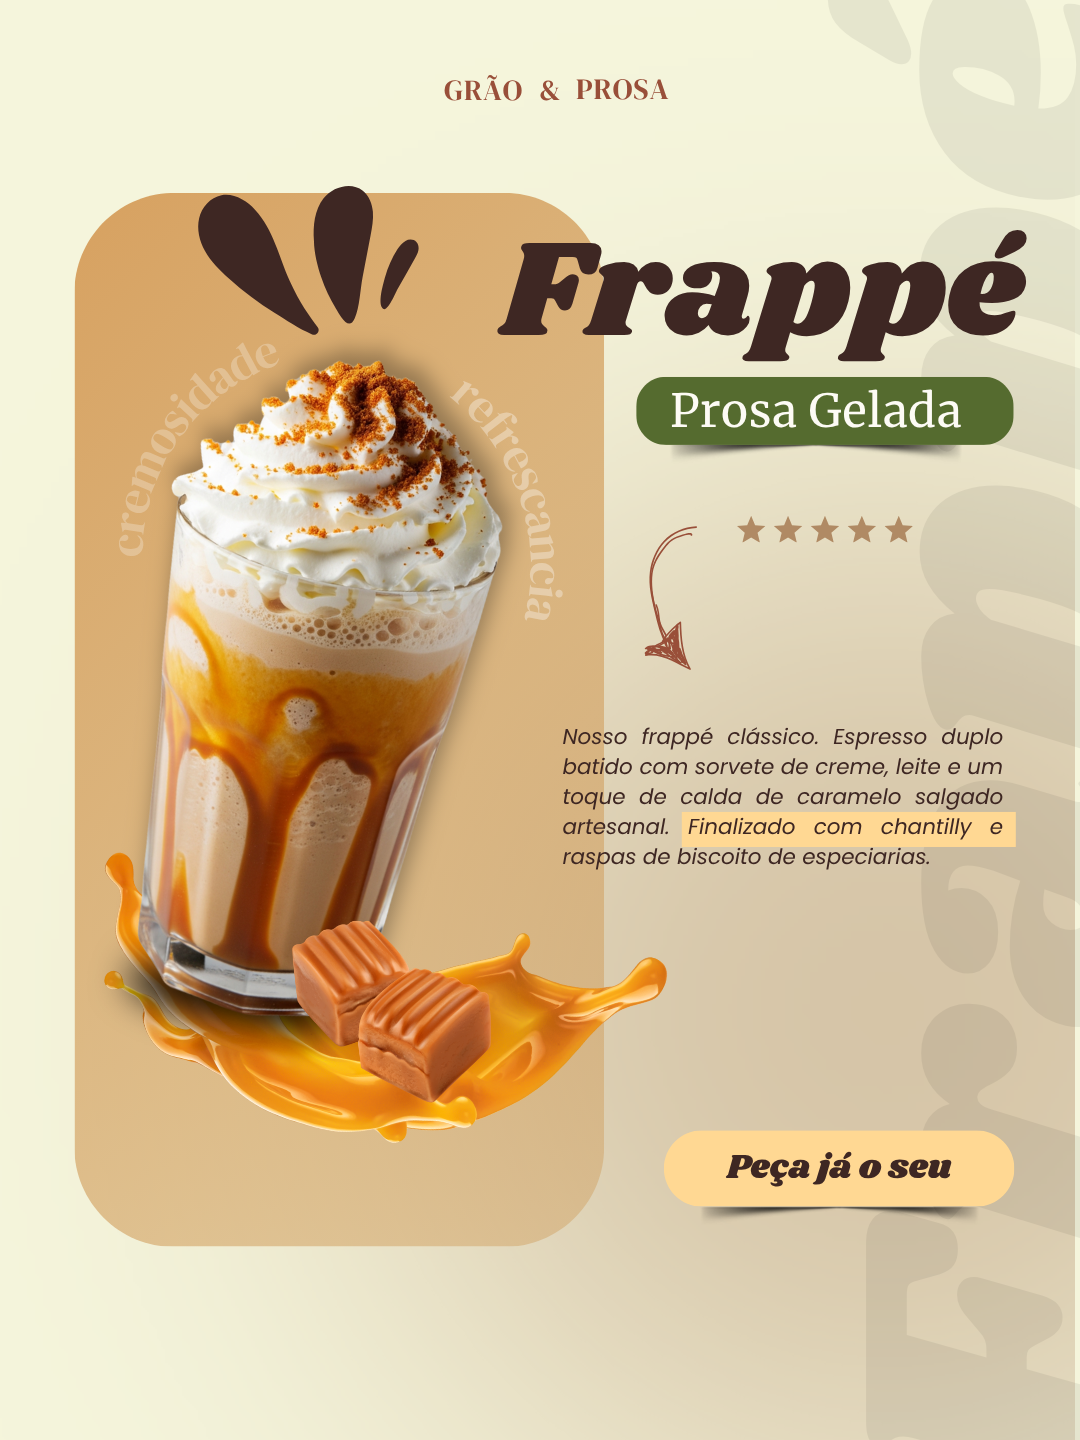 GRÃO & PROSA
Frappé
Prosa Gelada
cremosidade
refrescancia
Nosso frappé clássico. Espresso duplo
batido com sorvete de creme, leite e um
toque de calda de caramelo salgado
artesanal. Finalizado com chantilly e
raspas de biscoito de especiarias.
Peça já o seu
Frappé